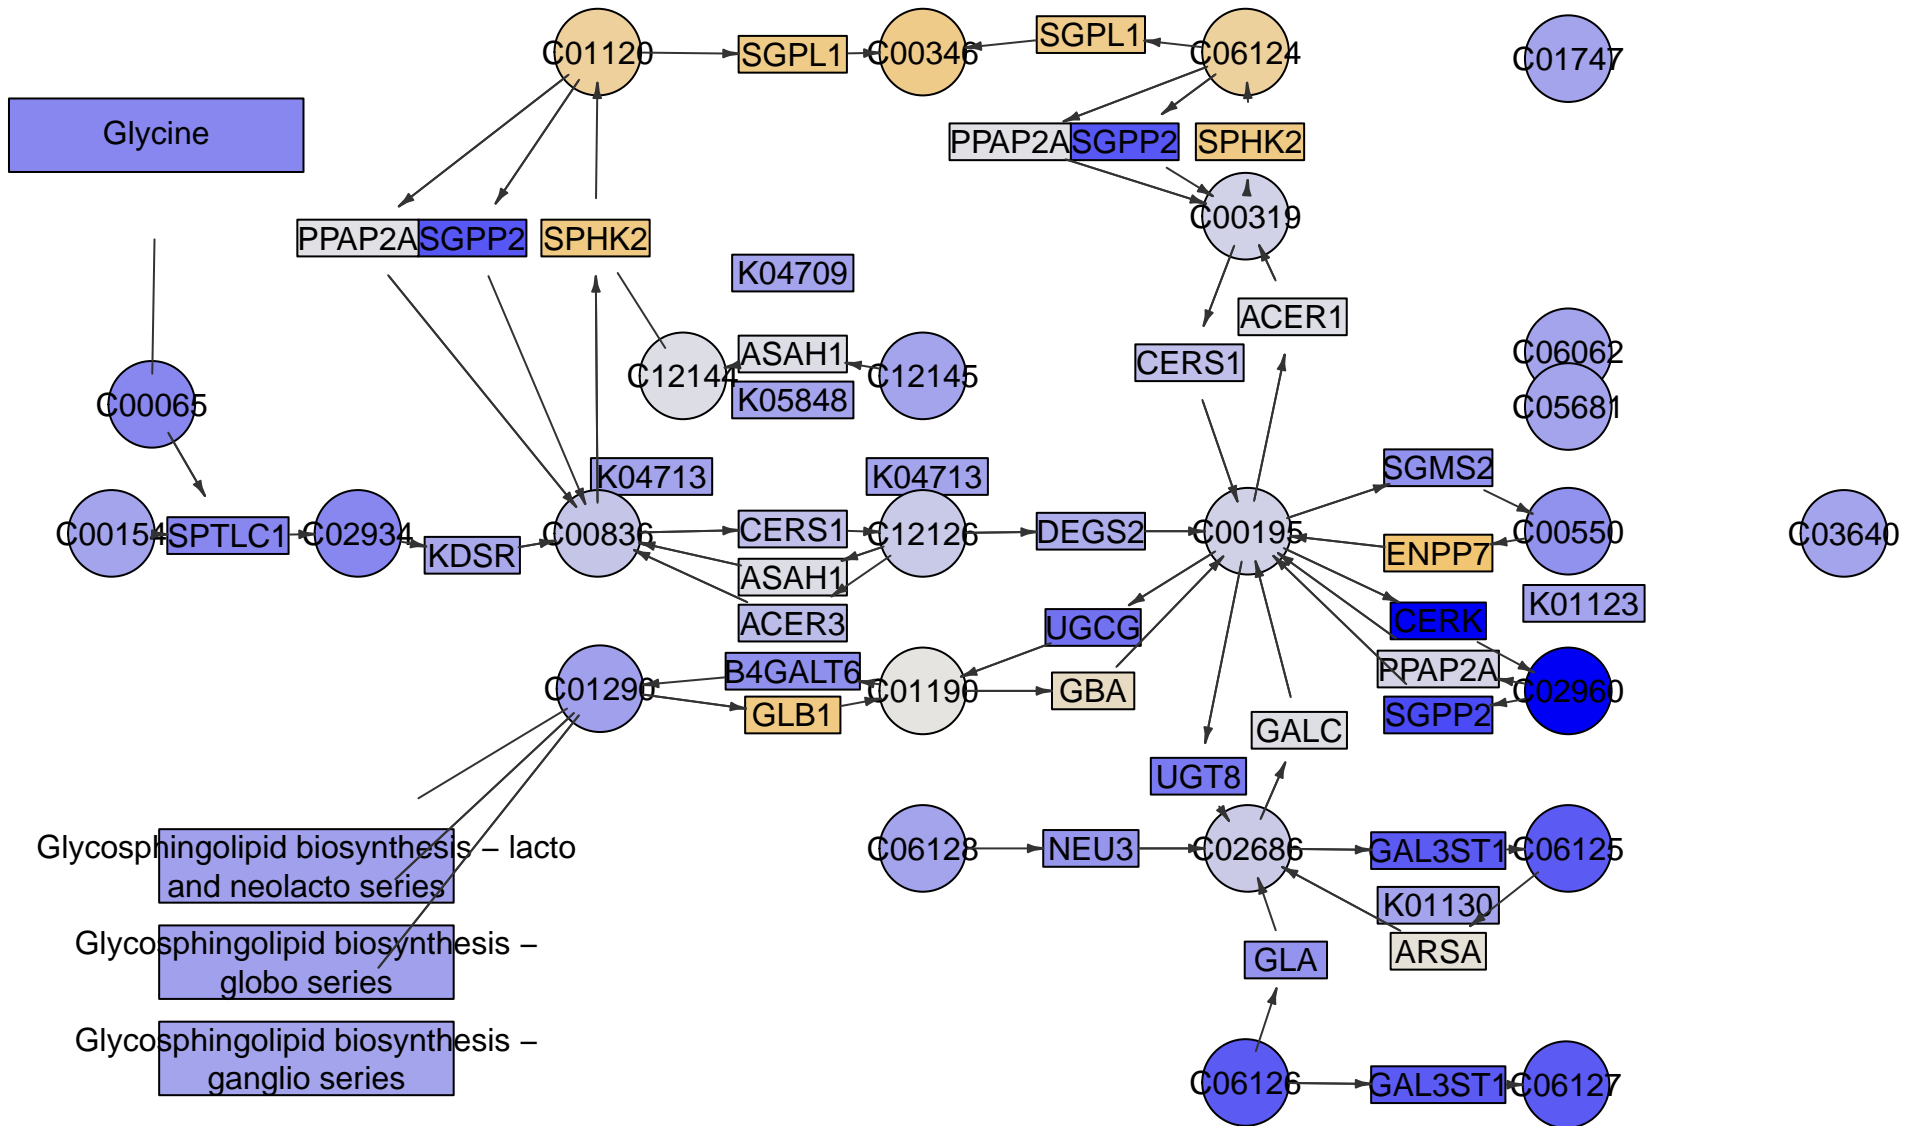 C01120
SGPL1
C00346
SGPL1
C06124
C01747
Glycine
PPAP2A
SGPP2
SPHK2
C00319
PPAP2A
SGPP2
SPHK2
K04709
ACER1
C12144
ASAH1
C12145
CERS1
C06062
K05848
C05681
C00065
K04713
K04713
SGMS2
C00154
SPTLC1
C02934
KDSR
C00836
CERS1
C12126
DEGS2
C00195
C00550
C03640
ENPP7
ASAH1
K01123
ACER3
UGCG
CERK
B4GALT6
PPAP2A
C01290
C01190
GBA
C02960
GLB1
SGPP2
GALC
UGT8
Glycosphingolipid biosynthesis – lacto
and neolacto series
C06128
NEU3
C02686
GAL3ST1
C06125
K01130
Glycosphingolipid biosynthesis –
globo series
GLA
ARSA
Glycosphingolipid biosynthesis –
ganglio series
C06126
GAL3ST1
C06127